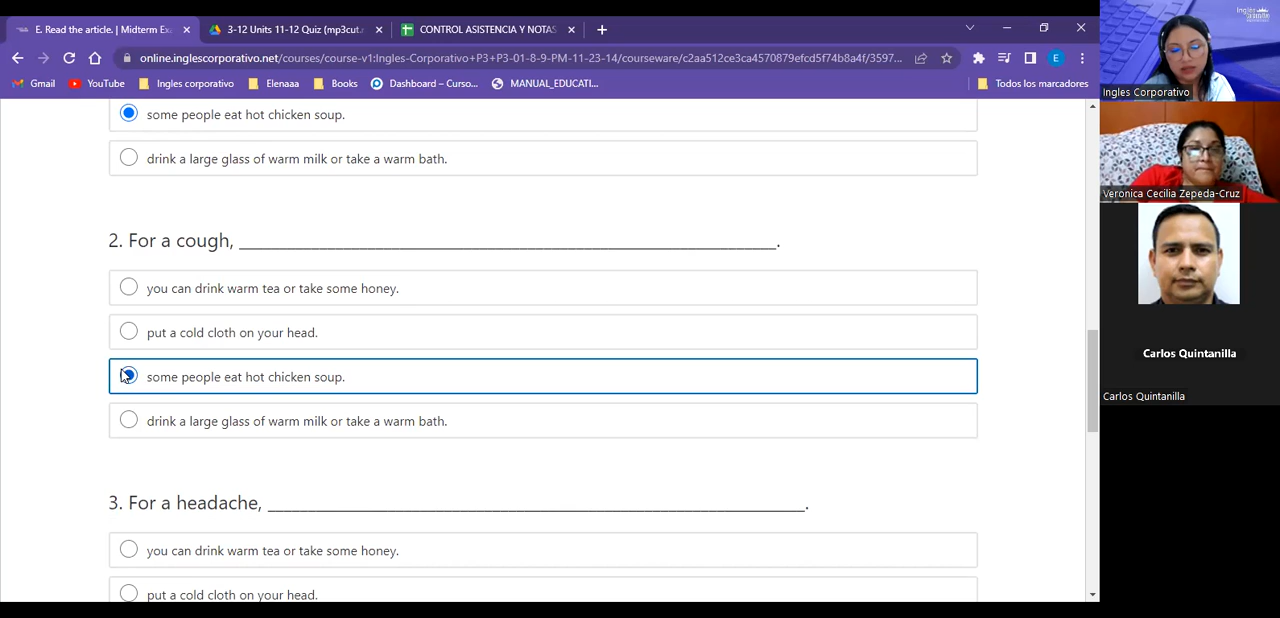 E. Read the article. | Midterm Ex
3-12 Units 11-12 Quiz (mp3cut.
CONTROL ASISTENCIA Y NOTAS
online.inglescorporativo.net/courses/course-v1:Ingles-Corporativo+P3+P3-01-8-9-PM-11-23-14/courseware/c2aa512ce3ca4570879efcd5f74b8a4f/3597...
E
Gmail
YouTube
Ingles corporativo
Elenaaa
Books
Dashboard – Curso...
MANUAL_EDUCATI...
Todos los marcadores
some people eat hot chicken soup.
drink a large glass of warm milk or take a warm bath.
2. For a cough, ____________________.
you can drink warm tea or take some honey.
put a cold cloth on your head.
some people eat hot chicken soup.
drink a large glass of warm milk or take a warm bath.
3. For a headache, ____________________.
you can drink warm tea or take some honey.
put a cold cloth on your head.
Ingles Corporativo
Veronica Cecilia Zepeda-Cruz
Carlos Quintanilla
Carlos Quintanilla